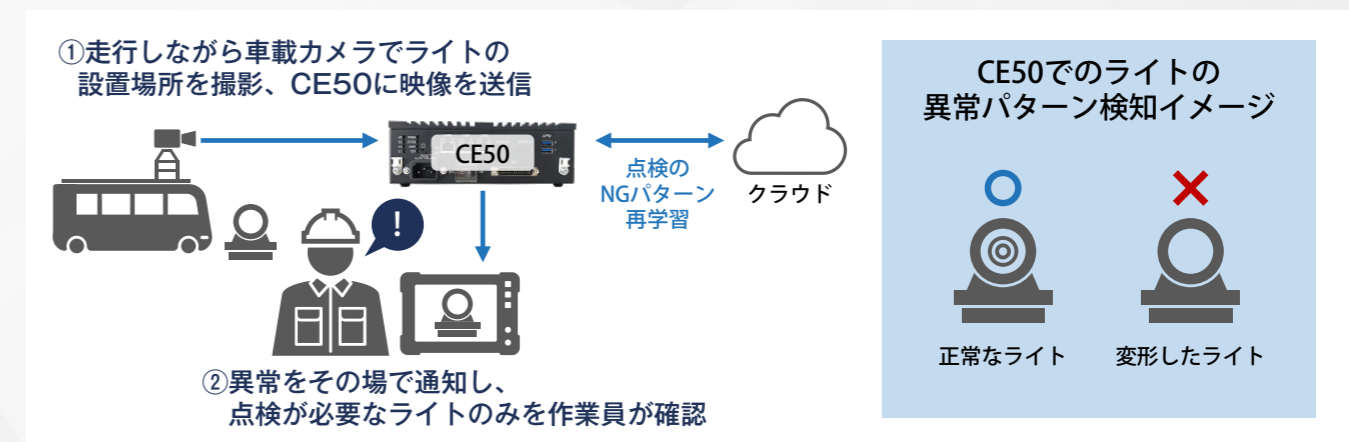 ①走行しながら車載カメラでライトの
設置場所を撮影、CE50に映像を送信
CE50
点検の
NGパターン
再学習
クラウド
!
②異常をその場で通知し、
点検が必要なライトのみを作業員が確認
CE50でのライトの
異常パターン検知イメージ
正常なライト
変形したライト